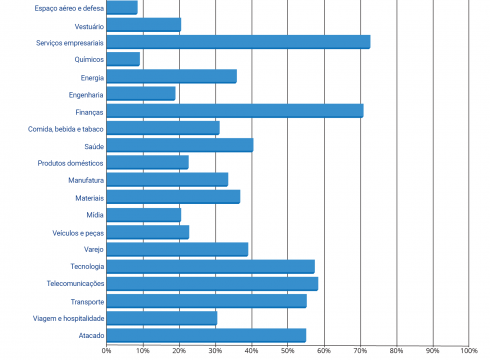 Espaço aéreo e defesa
Vestuário
Serviços empresariais
Químicos
Energia
Engenharia
Finanças
Comida, bebida e tabaco
Saúde
Produtos domésticos
Manufatura
Materiais
Mídia
Veículos e peças
Varejo
Tecnologia
Telecomunicações
Transporte
Viagem e hospitalidade
Atacado
0% 10% 20% 30% 40% 50% 60% 70% 80% 90% 100%